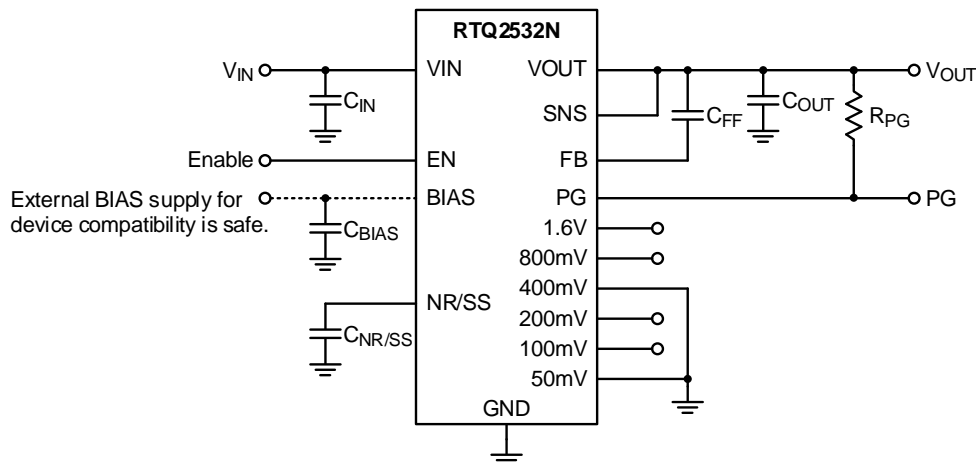 RTQ2532N
VIN
VIN
CIN
Enable
EN
External BIAS supply for
device compatibility is safe.
BIAS
CBIAS
NR/SS
CNR/SS
GND
VOUT
VOUT
SNS
CFF
COUT
RPG
FB
PG
PG
1.6V
800mV
400mV
200mV
100mV
50mV